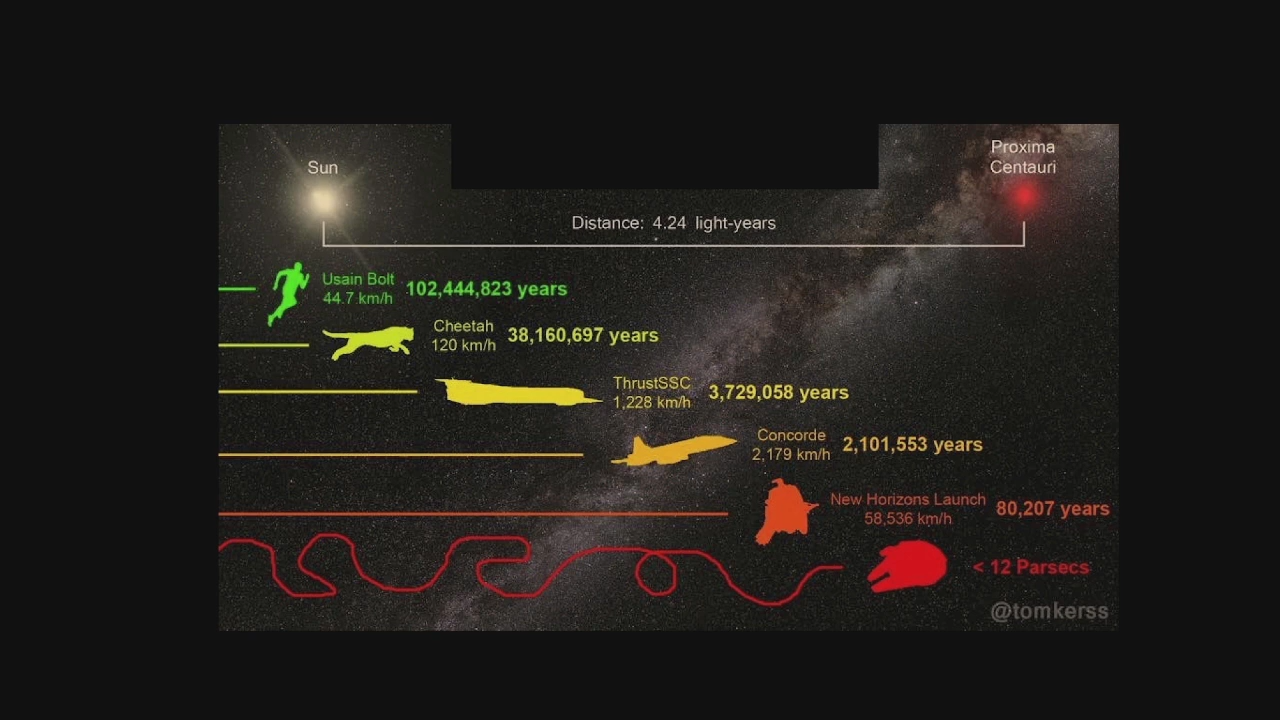 Sun
Proxima
Centauri
Distance: 4.24 light-years
Usain Bolt
44.7 km/h
102,444,823 years
Cheetah
120 km/h
38,160,697 years
ThrustSSC
1,228 km/h
3,729,058 years
Concorde
2,179 km/h
2,101,553 years
New Horizons Launch
58,536 km/h
80,207 years
< 12 Parsecs
@tomkerss